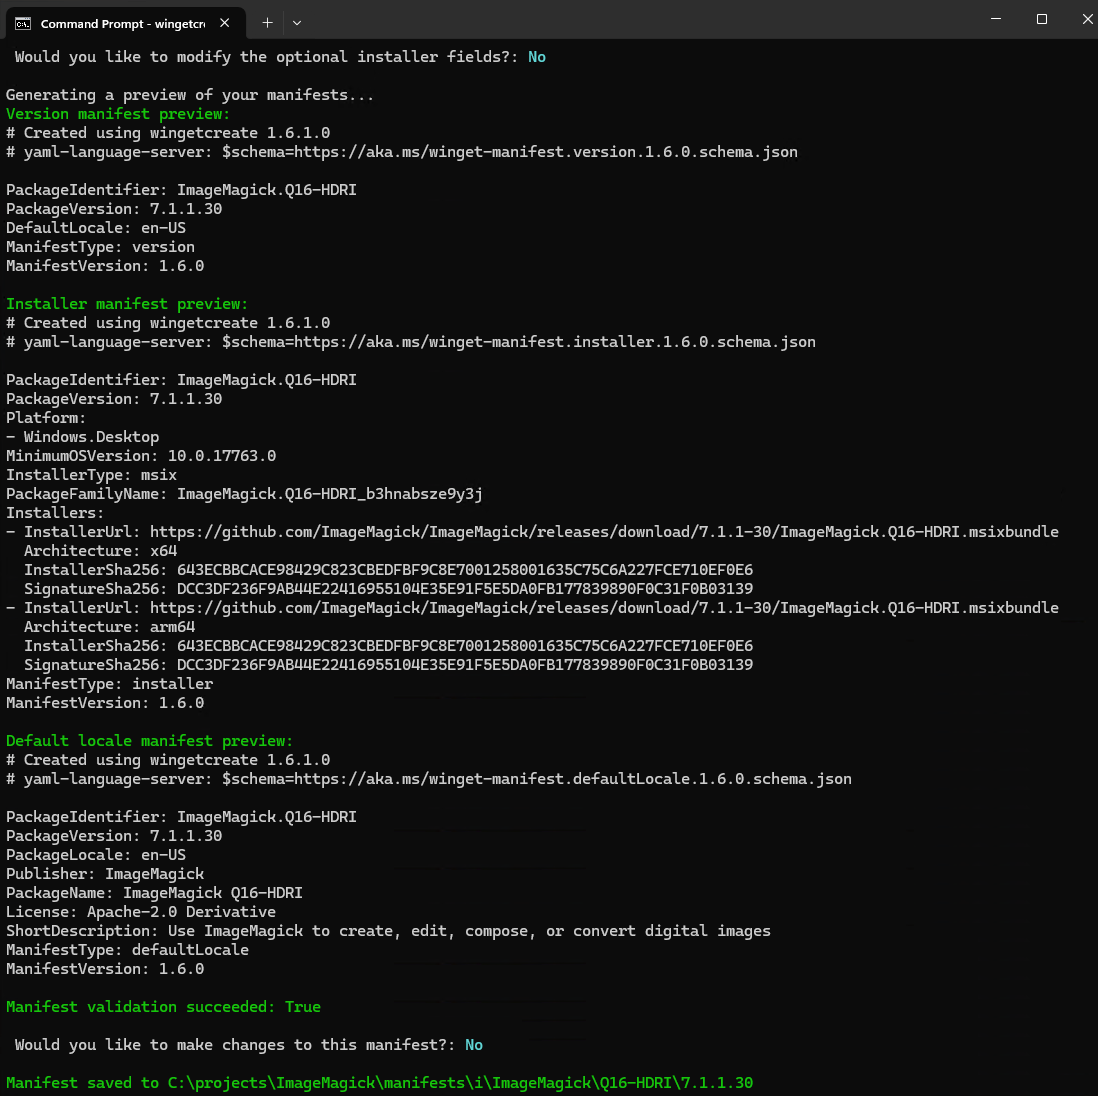 Command Prompt - wingetcre
Would you like to modify the optional installer fields?: No
Generating a preview of your manifests...
Version manifest preview:
# Created using wingetcreate 1.6.1.0
# yaml-language-server: $schema=https://aka.ms/winget-manifest.version.1.6.0.schema.json
PackageIdentifier: ImageMagick.Q16-HDRI
PackageVersion: 7.1.1.30
DefaultLocale: en-US
ManifestType: version
ManifestVersion: 1.6.0
Installer manifest preview:
# Created using wingetcreate 1.6.1.0
# yaml-language-server: $schema=https://aka.ms/winget-manifest.installer.1.6.0.schema.json
PackageIdentifier: ImageMagick.Q16-HDRI
PackageVersion: 7.1.1.30
Platform:
- Windows.Desktop
MinimumOSVersion: 10.0.17763.0
InstallerType: msix
PackageFamilyName: ImageMagick.Q16-HDRI_b3hnabsze9y3j
Installers:
- InstallerUrl: https://github.com/ImageMagick/ImageMagick/releases/download/7.1.1-30/ImageMagick.Q16-HDRI.msixbundle
  Architecture: x64
  InstallerSha256: 643ECBBCACE98429C823CBEDFBF9C8E7001258001635C75C6A227FCE710EF0E6
  SignatureSha256: DCC3DF236F9AB44E22416955104E35E91F5E5DA0FB177839890F0C31F0B03139
- InstallerUrl: https://github.com/ImageMagick/ImageMagick/releases/download/7.1.1-30/ImageMagick.Q16-HDRI.msixbundle
  Architecture: arm64
  InstallerSha256: 643ECBBCACE98429C823CBEDFBF9C8E7001258001635C75C6A227FCE710EF0E6
  SignatureSha256: DCC3DF236F9AB44E22416955104E35E91F5E5DA0FB177839890F0C31F0B03139
ManifestType: installer
ManifestVersion: 1.6.0
Default locale manifest preview:
# Created using wingetcreate 1.6.1.0
# yaml-language-server: $schema=https://aka.ms/winget-manifest.defaultLocale.1.6.0.schema.json
PackageIdentifier: ImageMagick.Q16-HDRI
PackageVersion: 7.1.1.30
PackageLocale: en-US
Publisher: ImageMagick
PackageName: ImageMagick Q16-HDRI
License: Apache-2.0 Derivative
ShortDescription: Use ImageMagick to create, edit, compose, or convert digital images
ManifestType: defaultLocale
ManifestVersion: 1.6.0
Manifest validation succeeded: True
Would you like to make changes to this manifest?: No
Manifest saved to C:\projects\ImageMagick\manifests\i\ImageMagick\Q16-HDRI\7.1.1.30